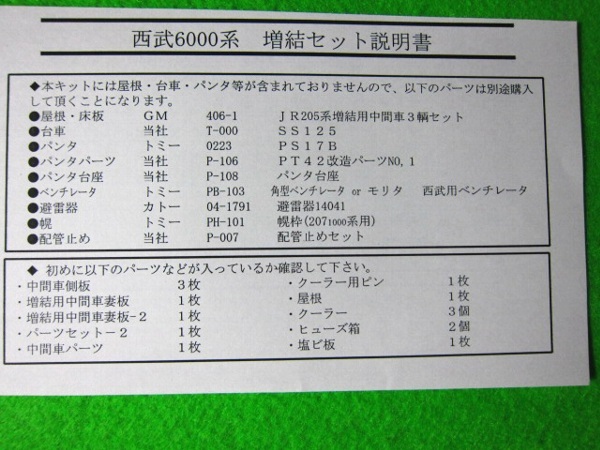 西武6000系　増結セット説明書
◆本キットには屋根・台車・パンタ等が含まれておりませんので、以下のパーツは別途購入
して頂くことになります。
●屋根・床板　ＧＭ　406-1　ＪＲ205系増結用中間車３輌セット
●台車　当社　T-000　ＳＳ１２５
●パンタ　トミー　0223　ＰＳ１７Ｂ
●パンタパーツ　当社　P-106　ＰＴ４２改造パーツNO,１
●パンタ台座　当社　P-108　パンタ台座
●ベンチレータ　トミー　PB-103　角型ベンチレータ or モリタ　西武用ベンチレータ
●避雷器　カトー　04-1791　避雷器14041
●幌　トミー　PH-101　幌枠(2071000系用)
●配管止め　当社　P-007　配管止めセット
◆ 初めに以下のパーツなどが入っているか確認して下さい。
・中間車側板　３枚
・増結用中間車妻板　１枚
・増結用中間車妻板-２　１枚
・パーツセット－２　１枚
・中間車パーツ　１枚
・クーラー用ピン　１枚
・屋根　１枚
・クーラー　３個
・ヒューズ箱　２個
・塩ビ板　１枚